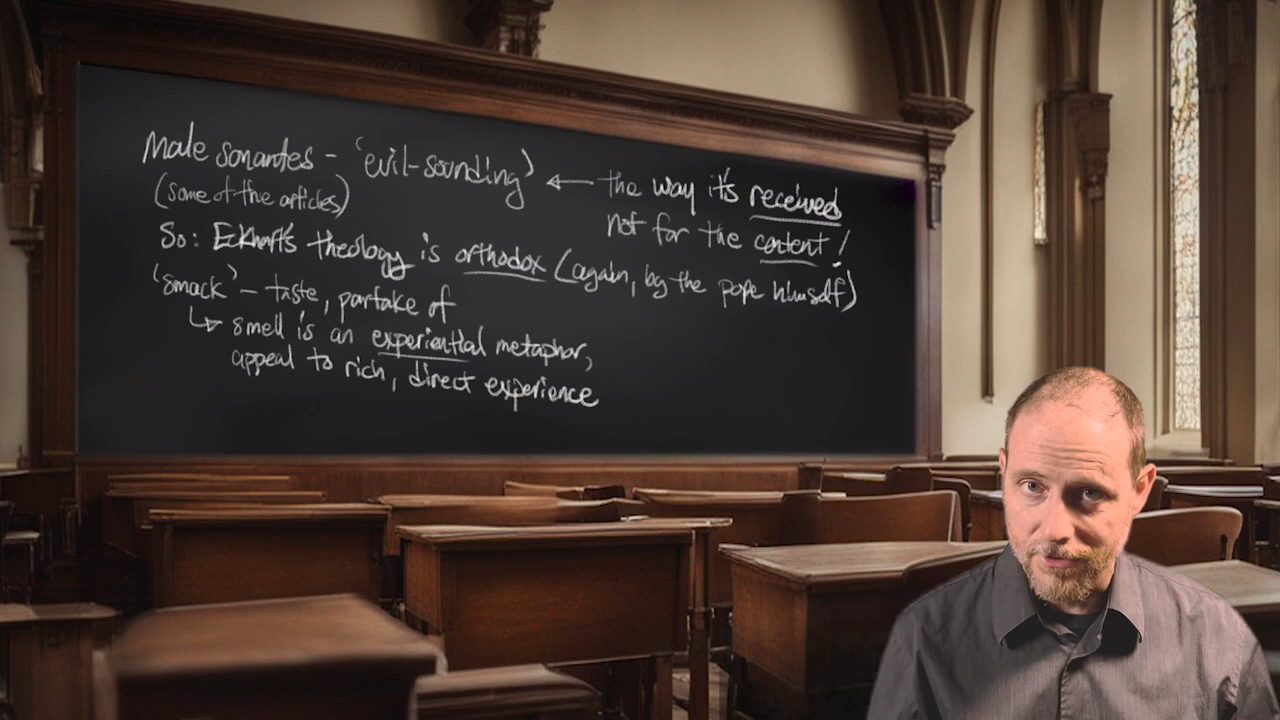 Male sonantes - 'evil-sounding' ← the way it's received
(some of the articles) not for the content!
So: Eckhart's theology is orthodox (again, by the pope himself)
'smack' - taste, partake of
↳ smell is an experiential metaphor,
appeal to rich, direct experience